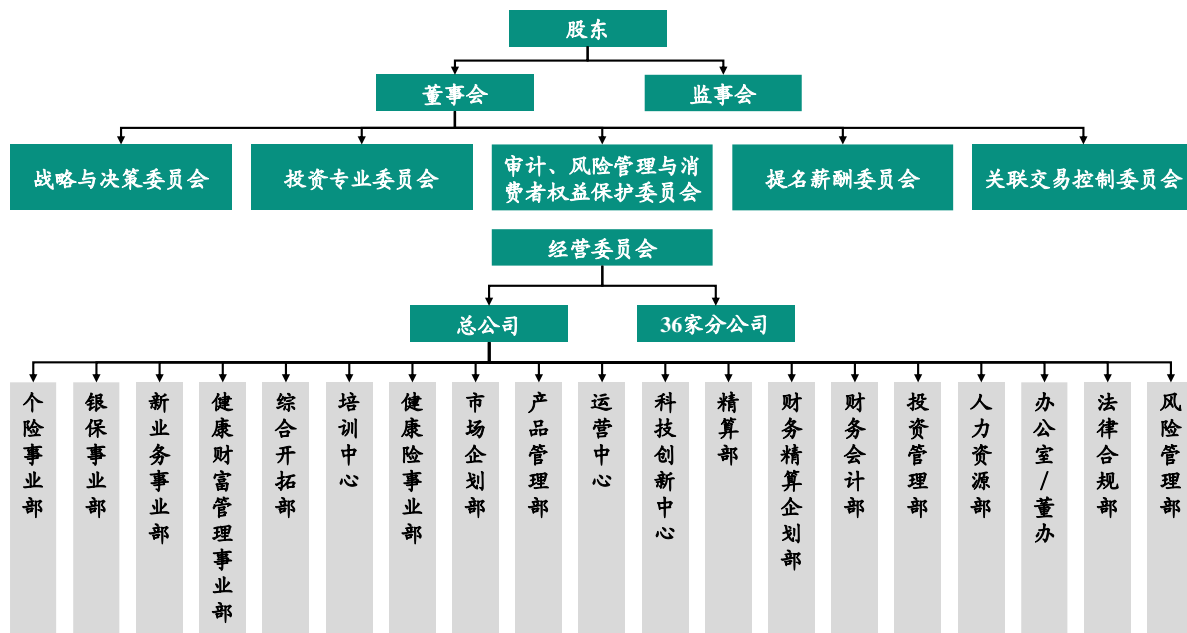 股东
董事会
监事会
战略与决策委员会
投资专业委员会
审计、风险管理与消
费者权益保护委员会
提名薪酬委员会
关联交易控制委员会
经营委员会
总公司
36家分公司
个险事业部
银保事业部
新业务事业部
健康财富管理事业部
综合开拓部
培训中心
健康险事业部
市场企划部
产品管理部
运营中心
科技创新中心
精算部
财务精算企划部
财务会计部
投资管理部
人力资源部
办公室/董办
法律合规部
风险管理部